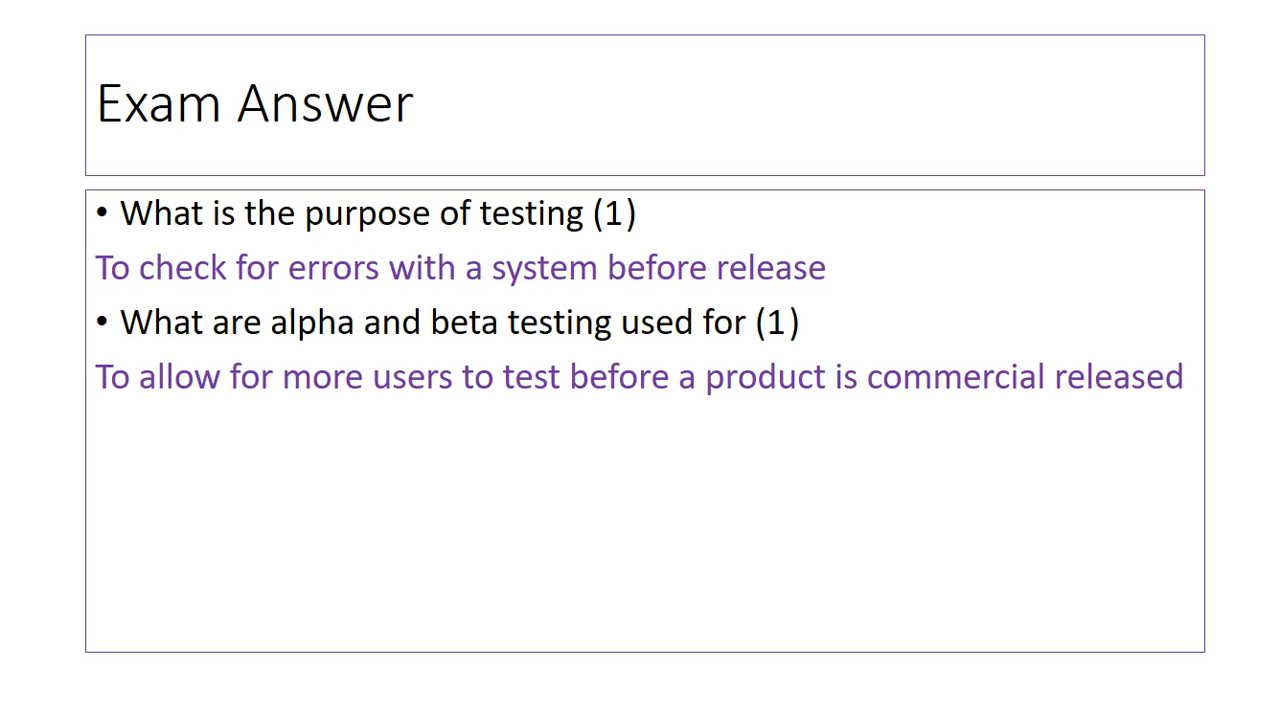 Exam Answer
• What is the purpose of testing (1)
To check for errors with a system before release
• What are alpha and beta testing used for (1)
To allow for more users to test before a product is commercial released